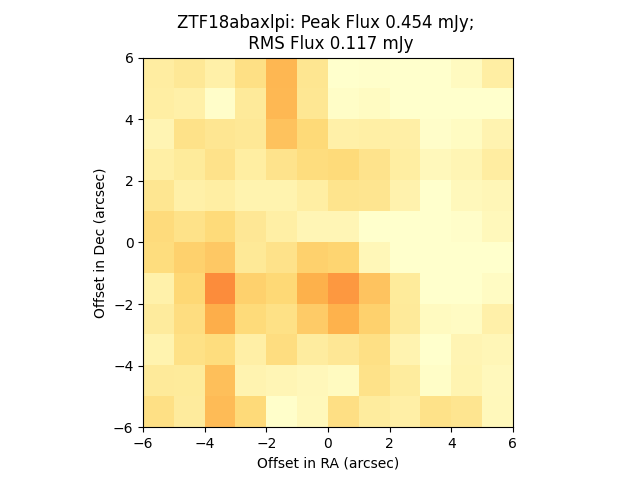 ZTF18abaxlpi: Peak Flux 0.454 mJy;
RMS Flux 0.117 mJy
6
4
2
0
−2
−4
−6
Offset in Dec (arcsec)
−6 −4 −2 0 2 4 6
Offset in RA (arcsec)